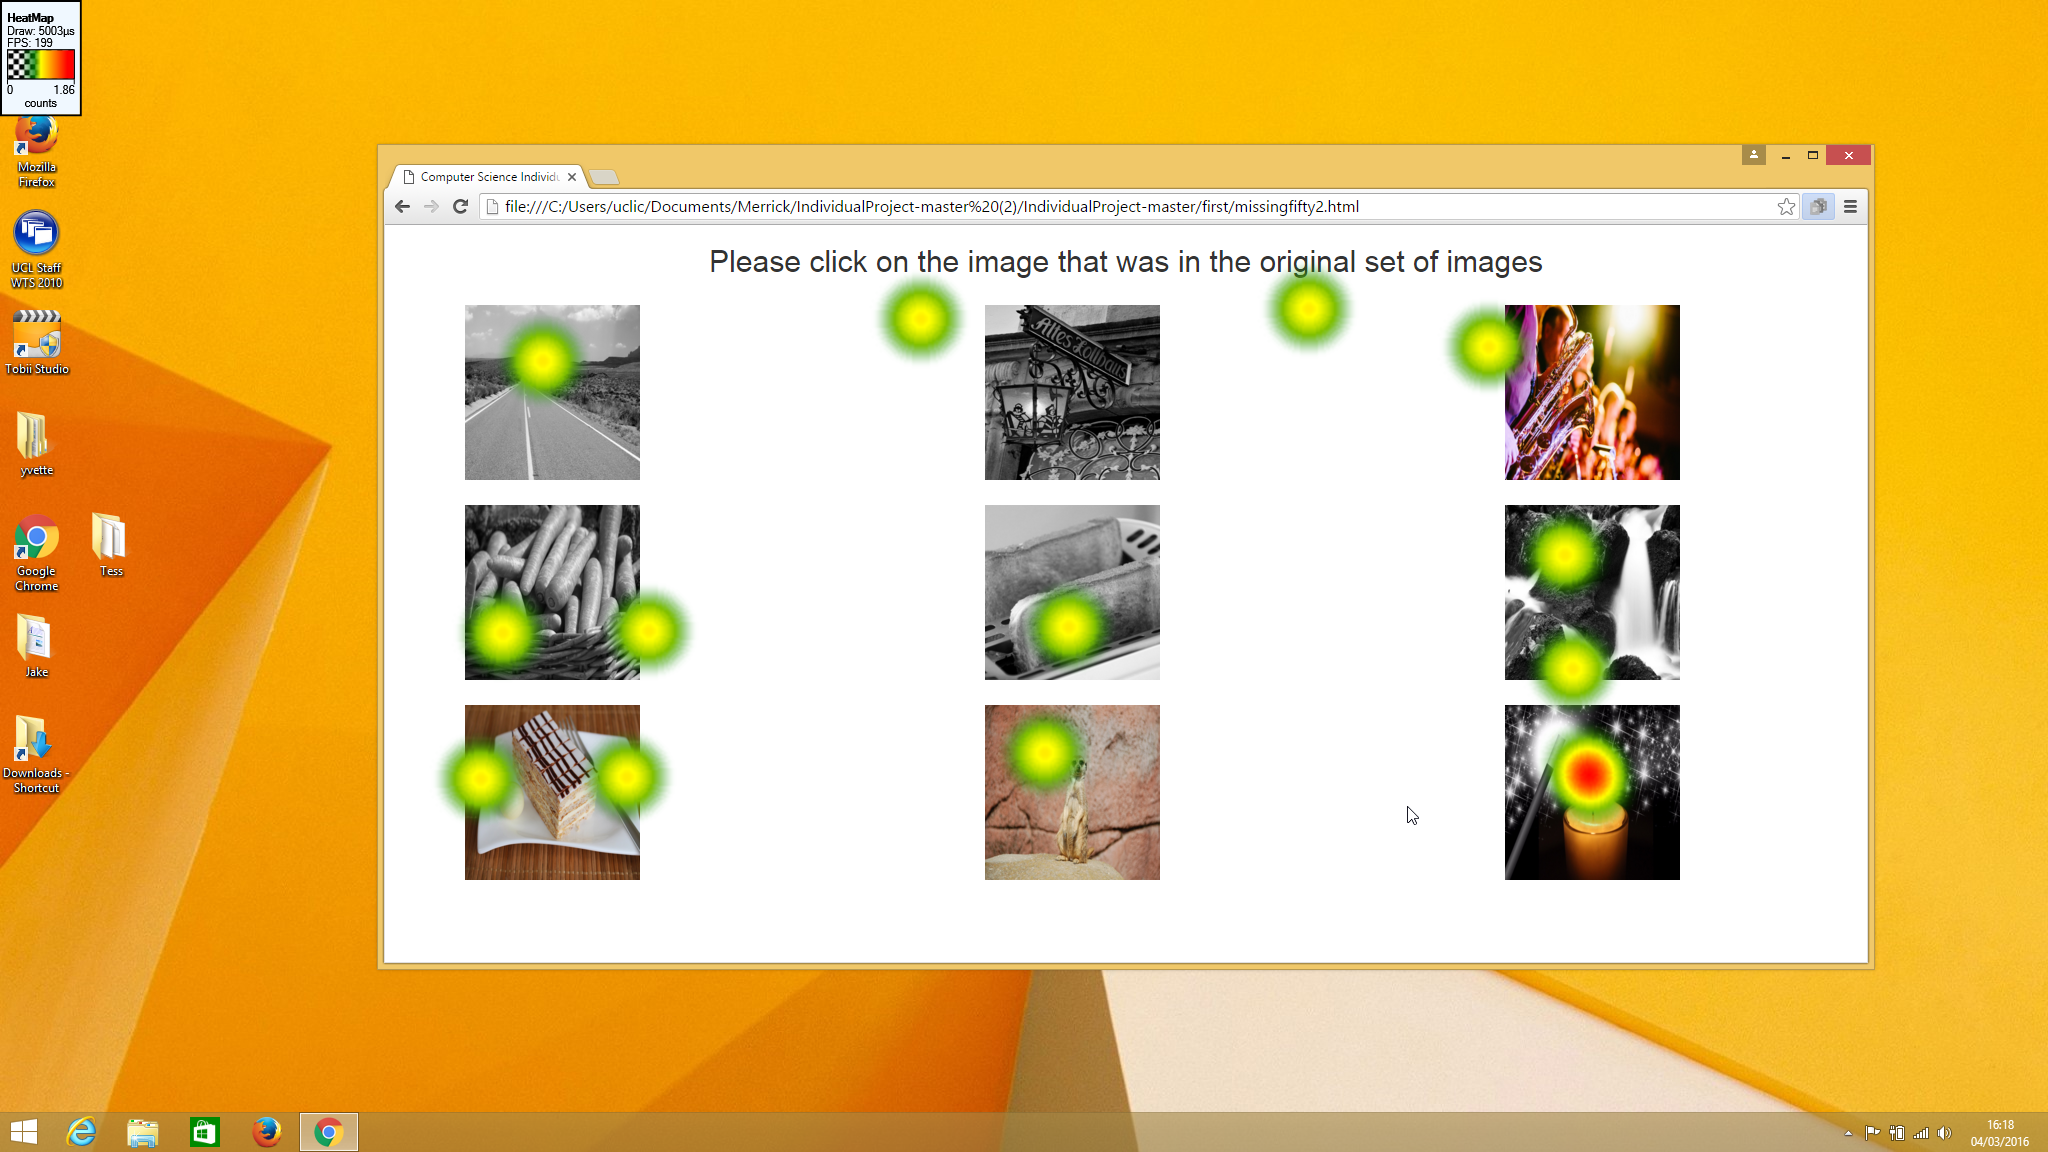 HeatMap
Draw: 5003µs
FPS: 199
0 1.86
counts
Mozilla
Firefox
UCL Staff
WTS 2010
Tobii Studio
yvette
Google
Chrome
Tess
Jake
Downloads -
Shortcut
Computer Science Individu
file:///C:/Users/uclic/Documents/Merrick/IndividualProject-master%20(2)/IndividualProject-master/first/missingfifty2.html
Please click on the image that was in the original set of images
Altes Zollhaus
16:18
04/03/2016